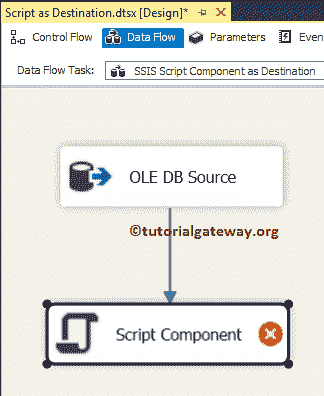 Script as Destination.dtsx [Design]*
Control Flow Data Flow Parameters Even
Data Flow Task: SSIS Script Component as Destination
OLE DB Source
©tutorialgateway.org
Script Component